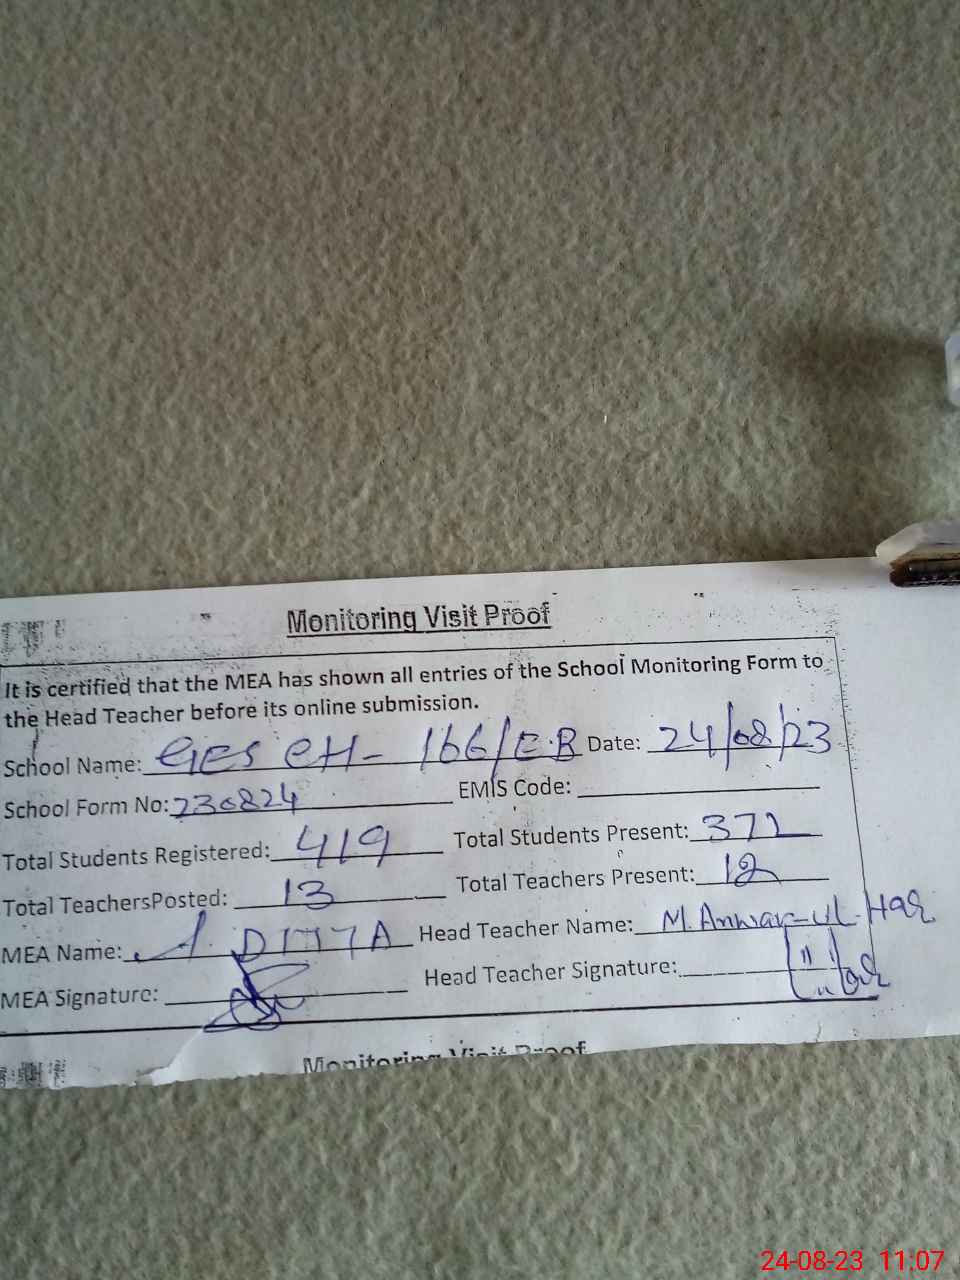 Monitoring Visit Proof
It is certified that the MEA has shown all entries of the School Monitoring Form to
the Head Teacher before its online submission.
School Name: GES CH- 166/E.B Date: 24/08/23
School Form No: 230824 EMIS Code:
Total Students Registered: 419 Total Students Present: 371
Total TeachersPosted: 13 Total Teachers Present: 12
MEA Name: A. DITTA Head Teacher Name: M. Anwar-ul-Haq
MEA Signature: Head Teacher Signature:
Monitoring Visit Proof
24-08-23 11:07